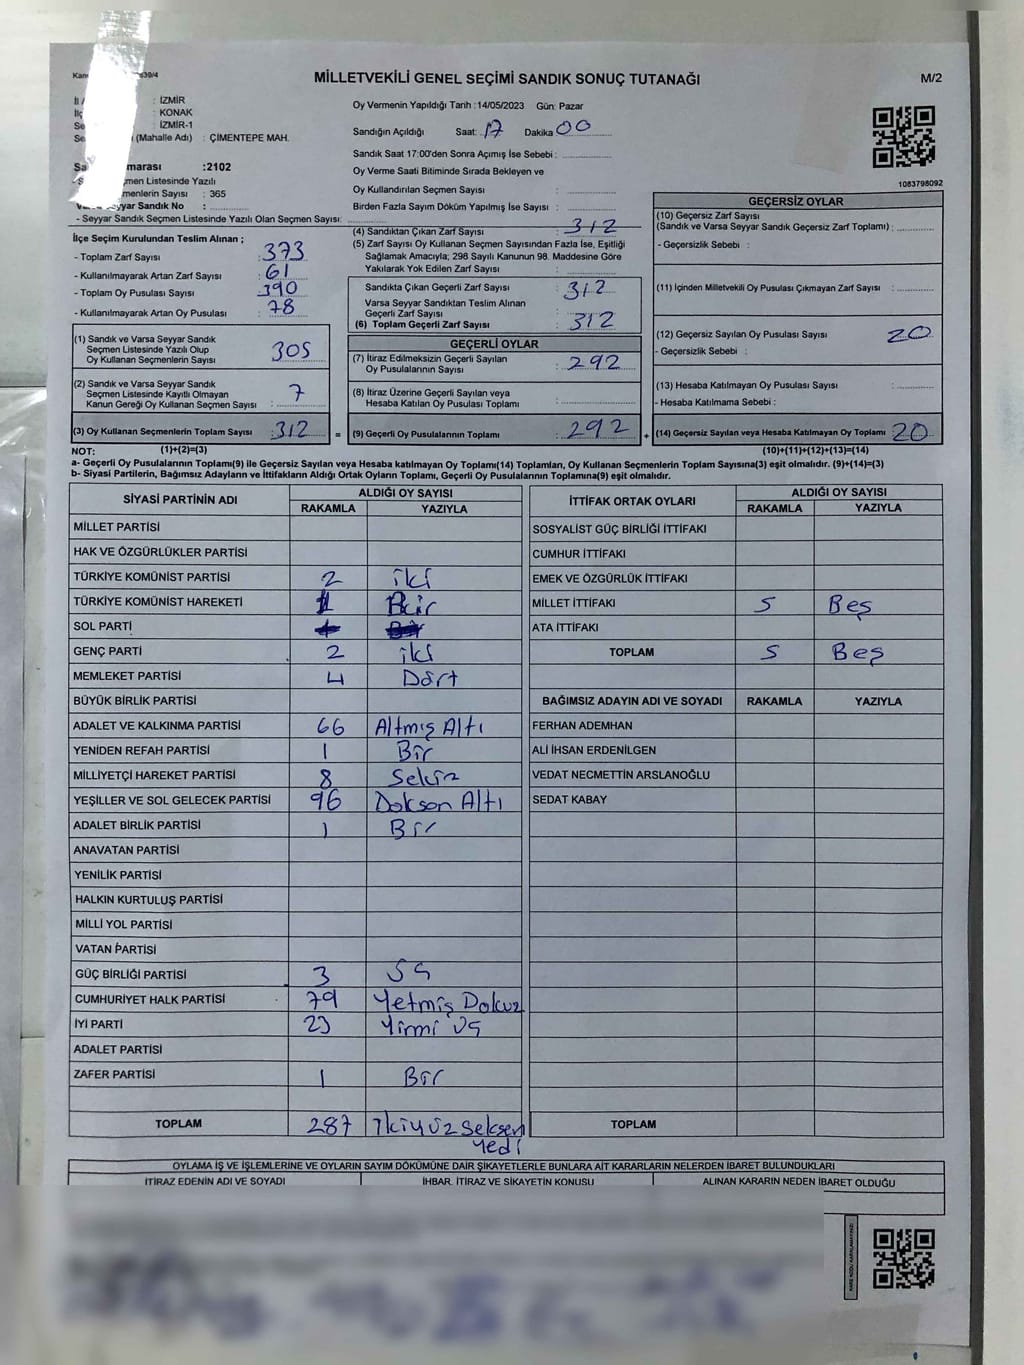 MİLLETVEKİLİ GENEL SEÇİMİ SANDIK SONUÇ TUTANAĞI
M/2
639/4
: İZMİR
: KONAK
: İZMİR-1
(Mahalle Adı) : ÇİMENTEPE MAH.
:2102
Listesinde Yazılı
Sayısı : 365
Seyyar Sandık No :
- Seyyar Sandık Seçmen Listesinde Yazılı Olan Seçmen Sayısı:
Oy Vermenin Yapıldığı Tarih :14/05/2023 Gün: Pazar
Sandığın Açıldığı Saat: 17 Dakika 00
Sandık Saat 17:00'den Sonra Açımış İse Sebebi :
Oy Verme Saati Bitiminde Sırada Bekleyen ve
Oy Kullandırılan Seçmen Sayısı :
Birden Fazla Sayım Döküm Yapılmış İse Sayısı :
1083798092
İlçe Seçim Kurulundan Teslim Alınan ;
- Toplam Zarf Sayısı : 373
- Kullanılmayarak Artan Zarf Sayısı : 61
- Toplam Oy Pusulası Sayısı : 390
- Kullanılmayarak Artan Oy Pusulası : 78
(1) Sandık ve Varsa Seyyar Sandık
Seçmen Listesinde Yazılı Olup
Oy Kullanan Seçmenlerin Sayısı : 305
(2) Sandık ve Varsa Seyyar Sandık
Seçmen Listesinde Kayıtlı Olmayan
Kanun Gereği Oy Kullanan Seçmen Sayısı : 7
(3) Oy Kullanan Seçmenlerin Toplam Sayısı : 312 =
(4) Sandıktan Çıkan Zarf Sayısı : 312
(5) Zarf Sayısı Oy Kullanan Seçmen Sayısından Fazla İse, Eşitliği
Sağlamak Amacıyla; 298 Sayılı Kanunun 98. Maddesine Göre
Yakılarak Yok Edilen Zarf Sayısı :
Sandıkta Çıkan Geçerli Zarf Sayısı : 312
Varsa Seyyar Sandıktan Teslim Alınan
Geçerli Zarf Sayısı :
(6) Toplam Geçerli Zarf Sayısı : 312
GEÇERLİ OYLAR
(7) İtiraz Edilmeksizin Geçerli Sayılan
Oy Pusulalarının Sayısı : 292
(8) İtiraz Üzerine Geçerli Sayılan veya
Hesaba Katılan Oy Pusulası Toplamı :
(9) Geçerli Oy Pusulalarının Toplamı : 292 +
GEÇERSİZ OYLAR
(10) Geçersiz Zarf Sayısı
(Sandık ve Varsa Seyyar Sandık Geçersiz Zarf Toplamı) :
- Geçersizlik Sebebi :
(11) İçinden Milletvekili Oy Pusulası Çıkmayan Zarf Sayısı :
(12) Geçersiz Sayılan Oy Pusulası Sayısı : 20
- Geçersizlik Sebebi :
(13) Hesaba Katılmayan Oy Pusulası Sayısı :
- Hesaba Katılmama Sebebi :
(14) Geçersiz Sayılan veya Hesaba Katılmayan Oy Toplamı : 20
NOT: (1)+(2)=(3) (10)+(11)+(12)+(13)=(14)
a- Geçerli Oy Pusulalarının Toplamı(9) ile Geçersiz Sayılan veya Hesaba katılmayan Oy Toplamı(14) Toplamları, Oy Kullanan Seçmenlerin Toplam Sayısına(3) eşit olmalıdır. (9)+(14)=(3)
b- Siyasi Partilerin, Bağımsız Adayların ve İttifakların Aldığı Ortak Oyların Toplamı, Geçerli Oy Pusulalarının Toplamına(9) eşit olmalıdır.
SİYASİ PARTİNİN ADI ALDIĞI OY SAYISI
RAKAMLA YAZIYLA
MİLLET PARTİSİ
HAK VE ÖZGÜRLÜKLER PARTİSİ
TÜRKİYE KOMÜNİST PARTİSİ 2 iki
TÜRKİYE KOMÜNİST HAREKETİ 1 Bir
SOL PARTİ
GENÇ PARTİ 2 iki
MEMLEKET PARTİSİ 4 Dört
BÜYÜK BİRLİK PARTİSİ
ADALET VE KALKINMA PARTİSİ 66 Altmış Altı
YENİDEN REFAH PARTİSİ 1 Bir
MİLLİYETÇİ HAREKET PARTİSİ 8 Sekiz
YEŞİLLER VE SOL GELECEK PARTİSİ 96 Doksan Altı
ADALET BİRLİK PARTİSİ 1 Bir
ANAVATAN PARTİSİ
YENİLİK PARTİSİ
HALKIN KURTULUŞ PARTİSİ
MİLLİ YOL PARTİSİ
VATAN PARTİSİ
GÜÇ BİRLİĞİ PARTİSİ 3 Üç
CUMHURİYET HALK PARTİSİ 79 Yetmiş Dokuz
İYİ PARTİ 23 Yirmi Üç
ADALET PARTİSİ
ZAFER PARTİSİ 1 Bir
TOPLAM 287 İkiyüz Seksen
Yedi
İTTİFAK ORTAK OYLARI ALDIĞI OY SAYISI
RAKAMLA YAZIYLA
SOSYALİST GÜÇ BİRLİĞİ İTTİFAKI
CUMHUR İTTİFAKI
EMEK VE ÖZGÜRLÜK İTTİFAKI
MİLLET İTTİFAKI 5 Beş
ATA İTTİFAKI
TOPLAM 5 Beş
BAĞIMSIZ ADAYIN ADI VE SOYADI RAKAMLA YAZIYLA
FERHAN ADEMHAN
ALİ İHSAN ERDENİLGEN
VEDAT NECMETTİN ARSLANOĞLU
SEDAT KABAY
TOPLAM
OYLAMA İŞ VE İŞLEMLERİNE VE OYLARIN SAYIM DÖKÜMÜNE DAİR ŞİKAYETLERLE BUNLARA AİT KARARLARIN NELERDEN İBARET BULUNDUKLARI
İTİRAZ EDENİN ADI VE SOYADI İHBAR, İTİRAZ VE ŞİKAYETİN KONUSU ALINAN KARARIN NEDEN İBARET OLDUĞU